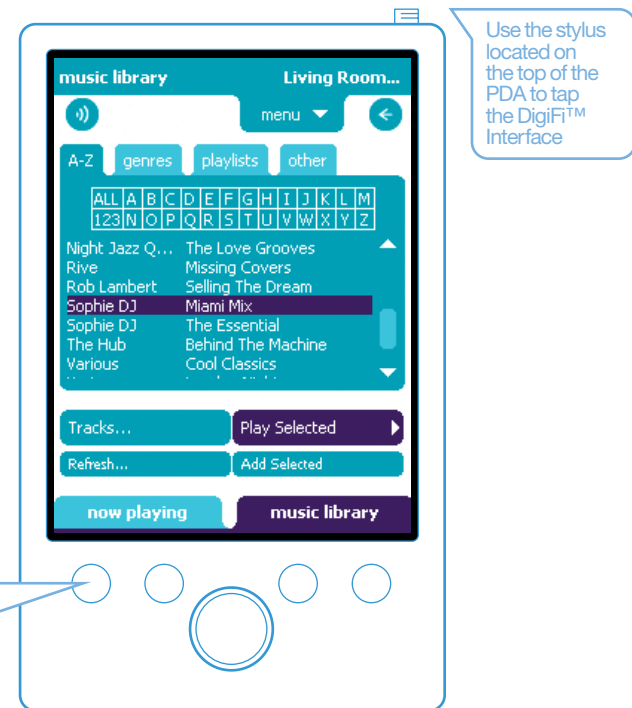 Use the stylus
located on
the top of the
PDA to tap
the DigiFi™
Interface
music library Living Room...
menu
A-Z genres playlists other
ALL A B C D E F G H I J K L M
123 N O P Q R S T U V W X Y Z
Night Jazz Q... The Love Grooves
Rive Missing Covers
Rob Lambert Selling The Dream
Sophie DJ Miami Mix
Sophie DJ The Essential
The Hub Behind The Machine
Various Cool Classics
Tracks... Play Selected
Refresh... Add Selected
now playing music library